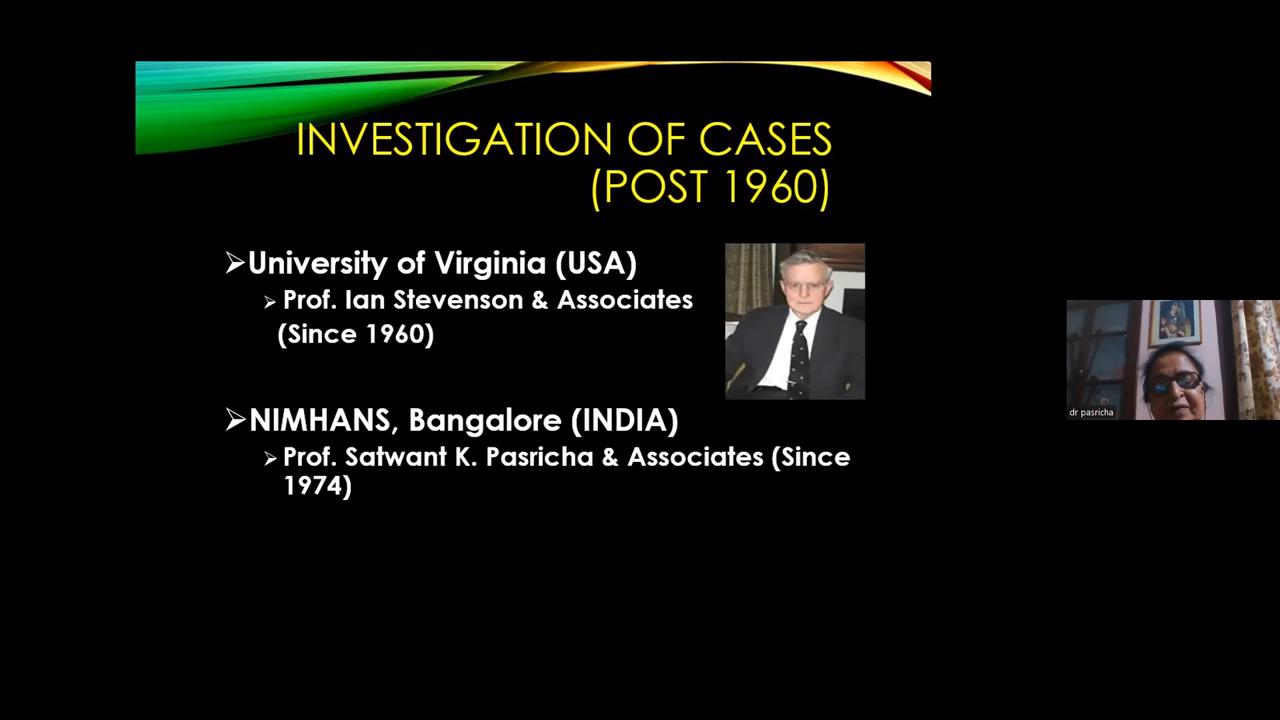 INVESTIGATION OF CASES
(POST 1960)
➢University of Virginia (USA)
➢ Prof. Ian Stevenson & Associates
(Since 1960)
➢NIMHANS, Bangalore (INDIA)
➢ Prof. Satwant K. Pasricha & Associates (Since
1974)
dr pasricha